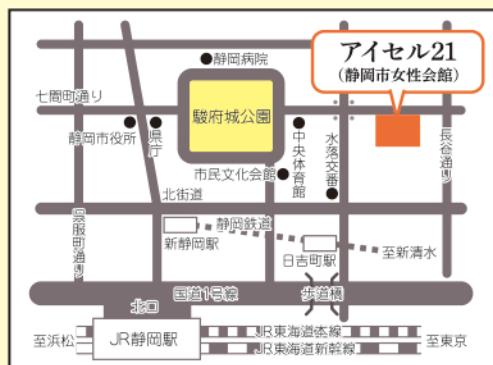 静岡病院
アイセル21
(静岡市女性会館)
七間町通り
駿府城公園
静岡市役所
県庁
中央体育館
水落交番
長谷通り
市民文化会館
北街道
呉服町通り
静岡鉄道
新静岡駅
日吉町駅
至新清水
国道1号線
歩道橋
北口
至浜松
JR静岡駅
JR東海道本線
JR東海道新幹線
至東京